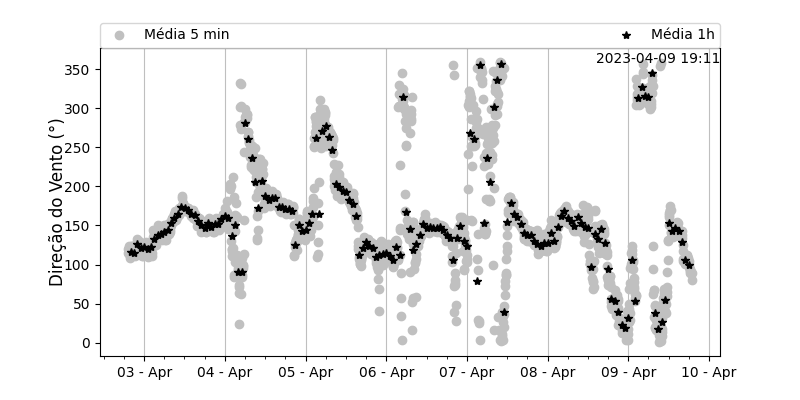 Média 5 min
Média 1h
2023-04-09 19:11
Direção do Vento (°)
350
300
250
200
150
100
50
0
03 - Apr
04 - Apr
05 - Apr
06 - Apr
07 - Apr
08 - Apr
09 - Apr
10 - Apr